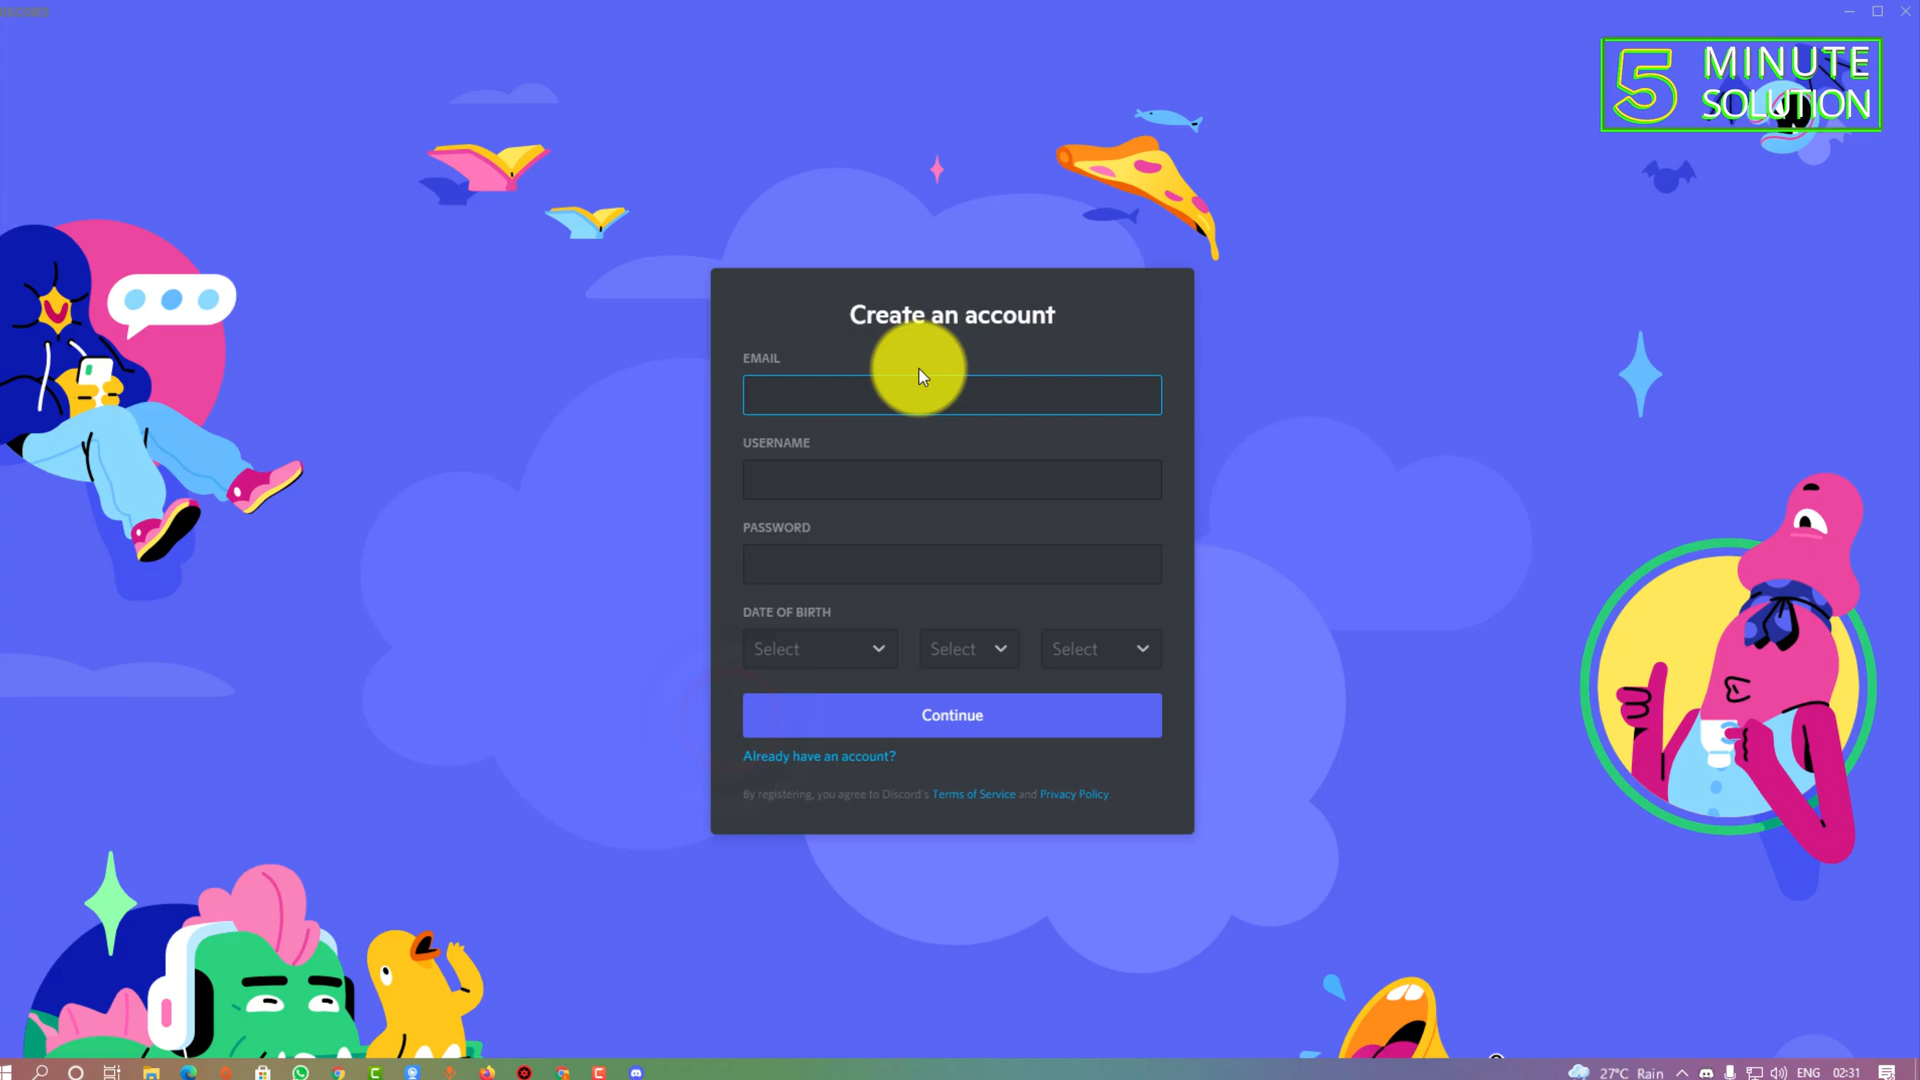 5 MINUTE
SOLUTION
Create an account
EMAIL
USERNAME
PASSWORD
DATE OF BIRTH
Select Select Select
Continue
Already have an account?
By registering, you agree to Discord's Terms of Service and Privacy Policy.
27°C Rain ENG 02:31